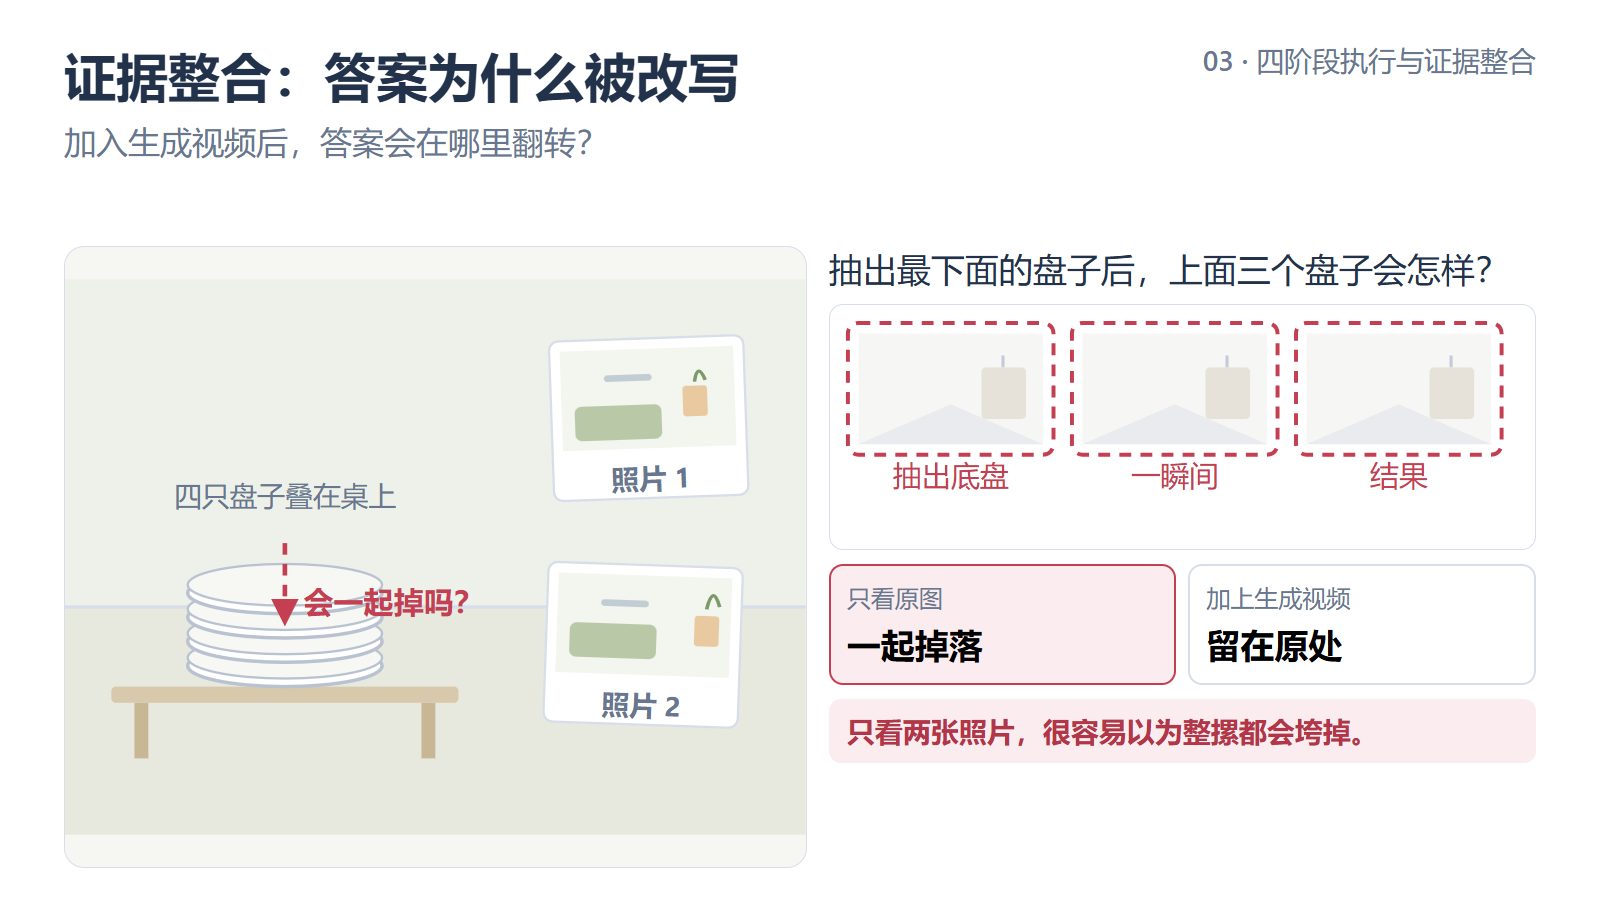 证据整合：答案为什么被改写
03 · 四阶段执行与证据整合
加入生成视频后，答案会在哪里翻转？
照片 1
四只盘子叠在桌上
会一起掉吗？
照片 2
抽出最下面的盘子后，上面三个盘子会怎样？
抽出底盘
一瞬间
结果
只看原图
一起掉落
加上生成视频
留在原处
只看两张照片，很容易以为整摞都会垮掉。